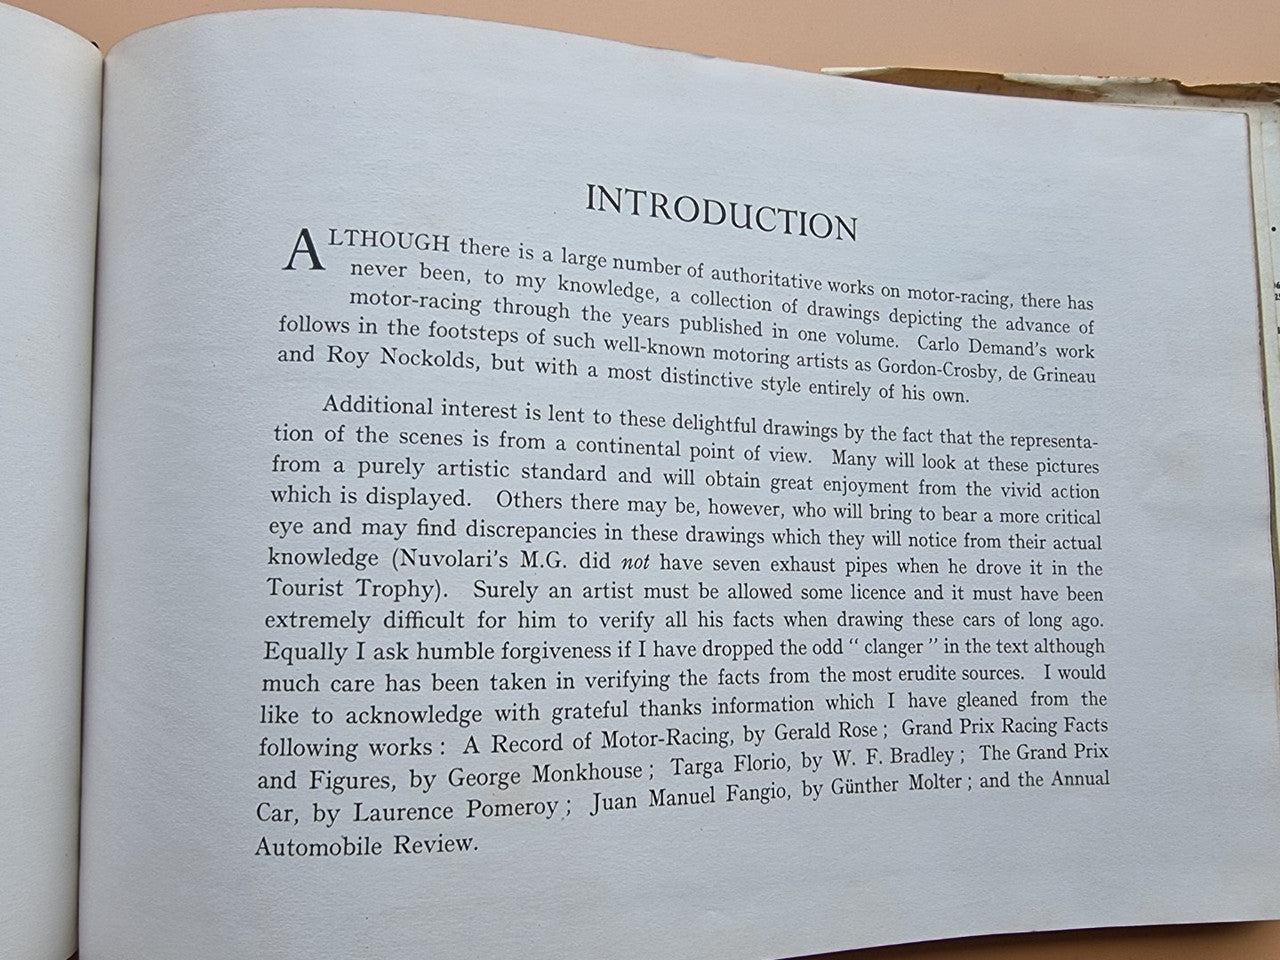 INTRODUCTION
ALTHOUGH there is a large number of authoritative works on motor-racing, there has
never been, to my knowledge, a collection of drawings depicting the advance of
motor-racing through the years published in one volume. Carlo Demand's work
follows in the footsteps of such well-known motoring artists as Gordon-Crosby, de Grineau
and Roy Nockolds, but with a most distinctive style entirely of his own.
Additional interest is lent to these delightful drawings by the fact that the representa-
tion of the scenes is from a continental point of view. Many will look at these pictures
from a purely artistic standard and will obtain great enjoyment from the vivid action
which is displayed. Others there may be, however, who will bring to bear a more critical
eye and may find discrepancies in these drawings which they will notice from their actual
knowledge (Nuvolari's M.G. did not have seven exhaust pipes when he drove it in the
Tourist Trophy). Surely an artist must be allowed some licence and it must have been
extremely difficult for him to verify all his facts when drawing these cars of long ago.
Equally I ask humble forgiveness if I have dropped the odd " clanger " in the text although
much care has been taken in verifying the facts from the most erudite sources. I would
like to acknowledge with grateful thanks information which I have gleaned from the
following works : A Record of Motor-Racing, by Gerald Rose ; Grand Prix Racing Facts
and Figures, by George Monkhouse ; Targa Florio, by W. F. Bradley ; The Grand Prix
Car, by Laurence Pomeroy ; Juan Manuel Fangio, by Günther Molter ; and the Annual
Automobile Review.